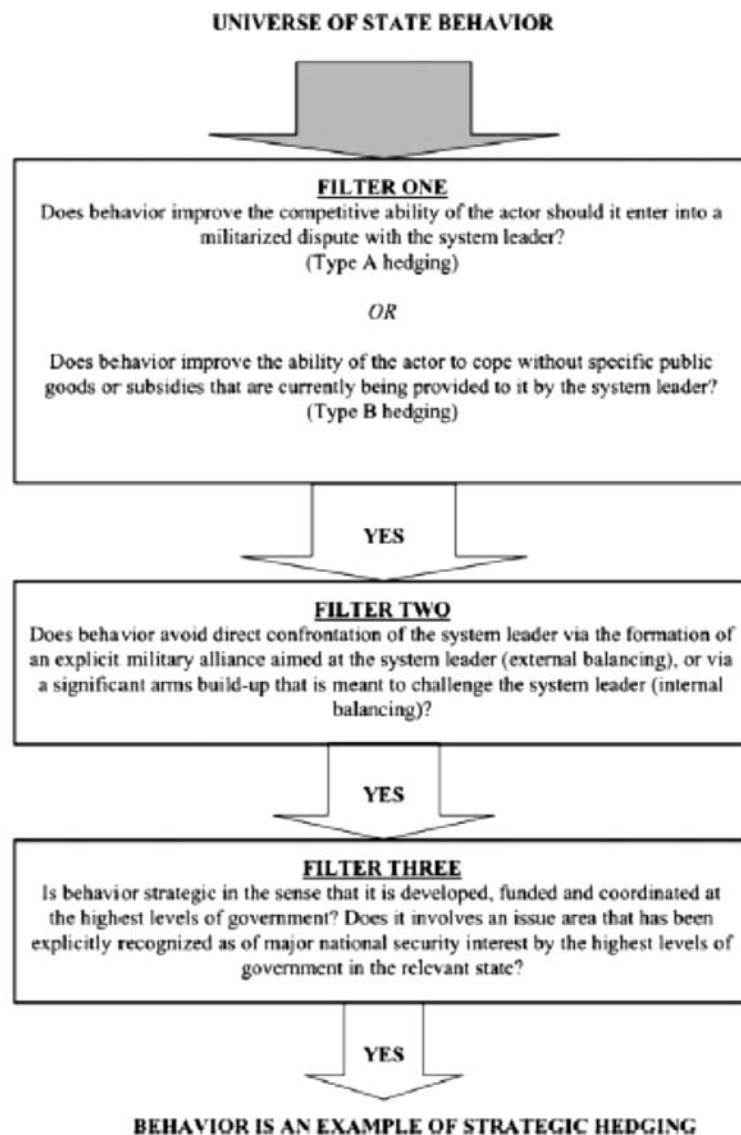 UNIVERSE OF STATE BEHAVIOR
FILTER ONE
Does behavior improve the competitive ability of the actor should it enter into a
militarized dispute with the system leader?
(Type A hedging)
OR
Does behavior improve the ability of the actor to cope without specific public
goods or subsidies that are currently being provided to it by the system leader?
(Type B hedging)
YES
FILTER TWO
Does behavior avoid direct confrontation of the system leader via the formation of
an explicit military alliance aimed at the system leader (external balancing), or via
a significant arms build-up that is meant to challenge the system leader (internal
balancing)?
YES
FILTER THREE
Is behavior strategic in the sense that it is developed, funded and coordinated at
the highest levels of government? Does it involves an issue area that has been
explicitly recognized as of major national security interest by the highest levels of
government in the relevant state?
YES
BEHAVIOR IS AN EXAMPLE OF STRATEGIC HEDGING